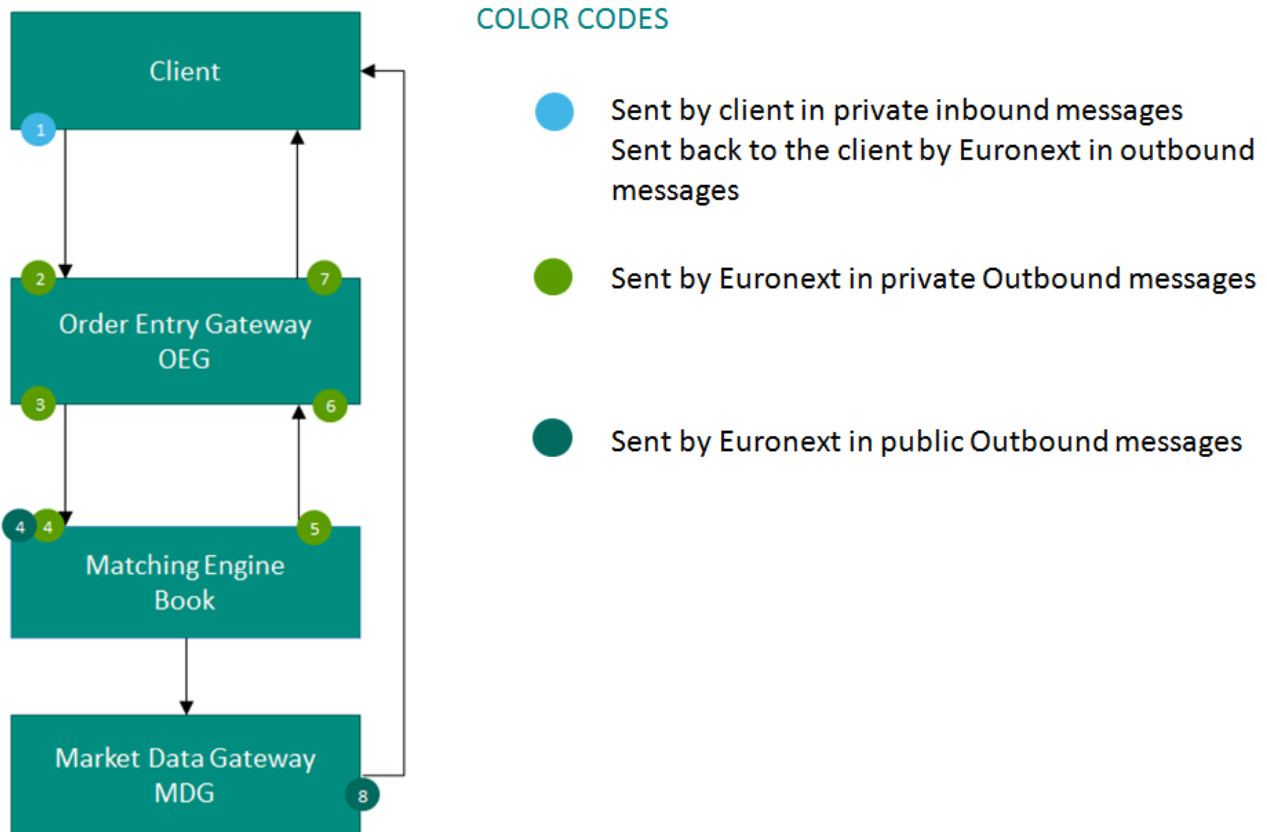 COLOR CODES
Client
1
Sent by client in private inbound messages
Sent back to the client by Euronext in outbound
messages
2
7
Sent by Euronext in private Outbound messages
Order Entry Gateway
OEG
3
6
Sent by Euronext in public Outbound messages
4
4
5
Matching Engine
Book
Market Data Gateway
MDG
8